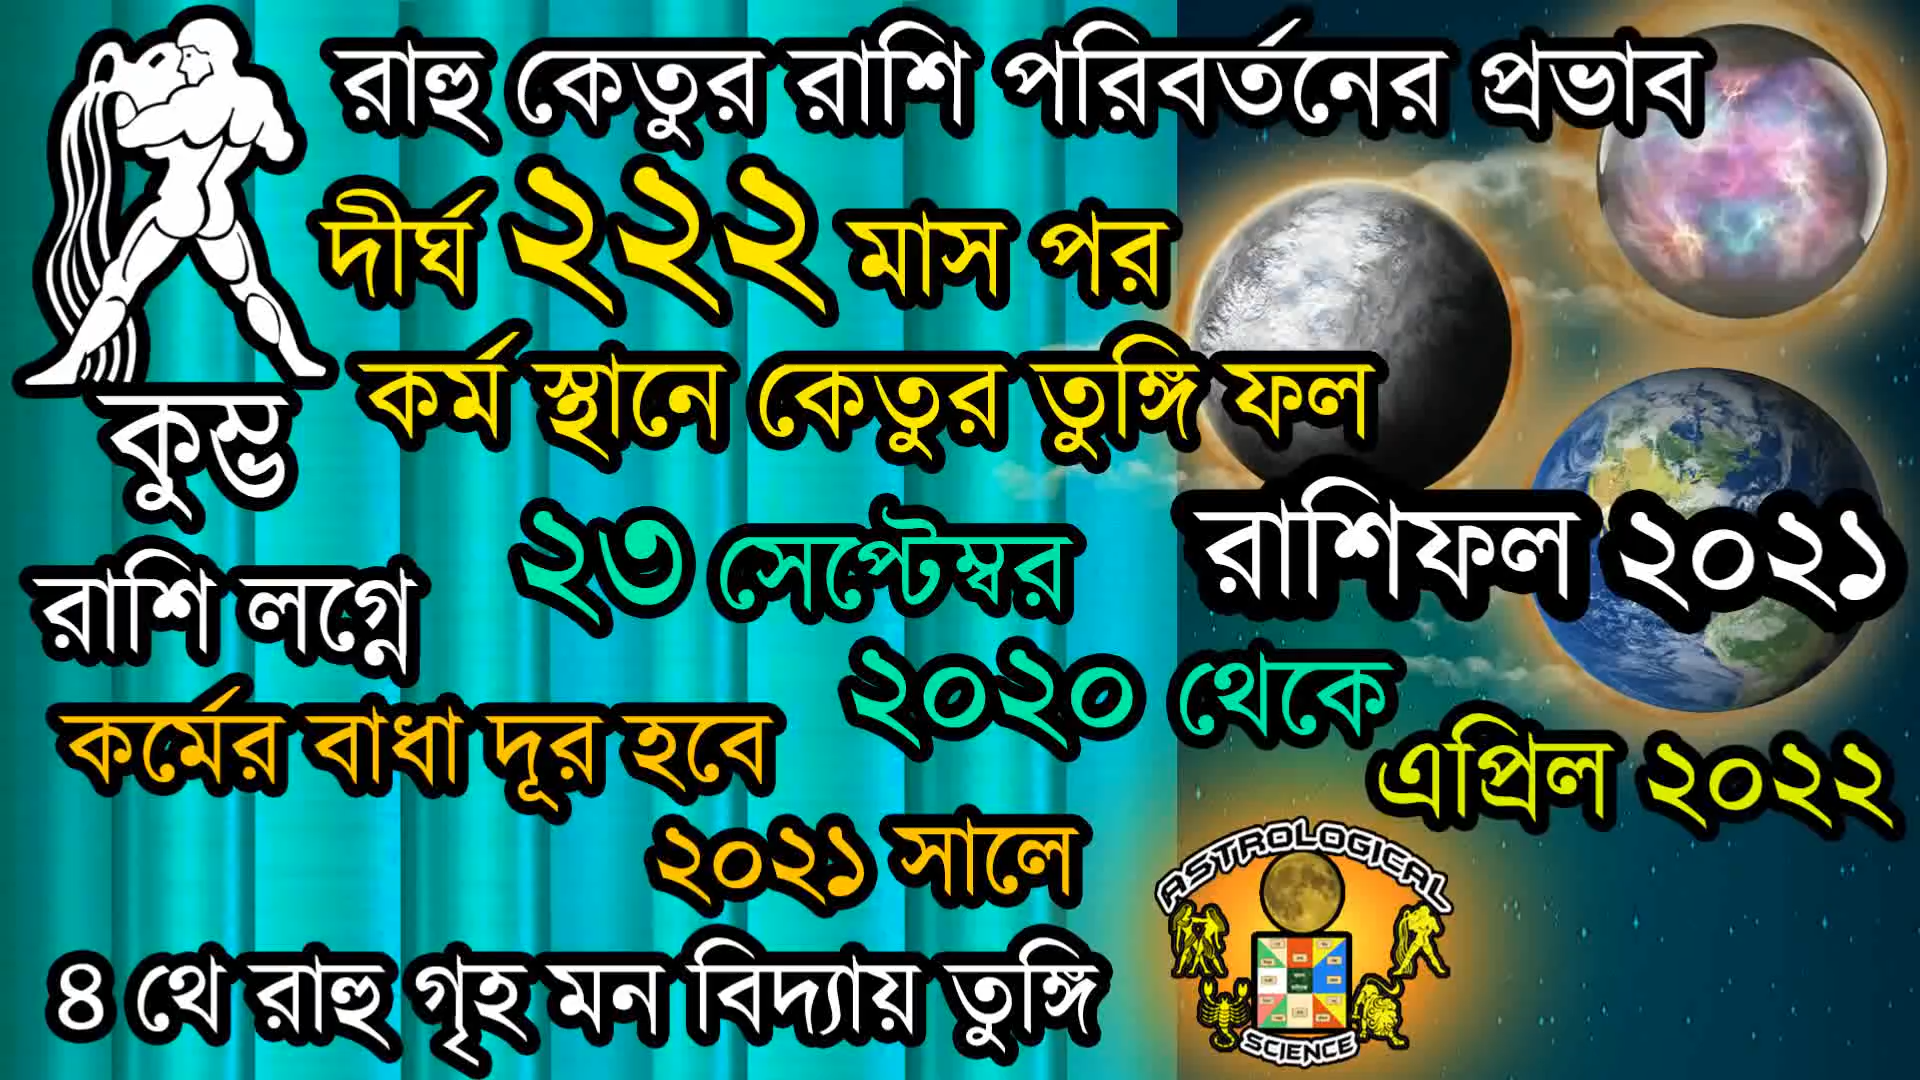 রাহু কেতুর রাশি পরিবর্তনের প্রভাব
দীর্ঘ ২২২ মাস পর
কর্ম স্থানে কেতুর তুঙ্গি ফল
কুম্ভ
রাশি লগ্নে
২৩ সেপ্টেম্বর
রাশিফল ২০২১
২০২০ থেকে
কর্মের বাধা দূর হবে
এপ্রিল ২০২২
২০২১ সালে
৪ থে রাহু গৃহ মন বিদ্যায় তুঙ্গি
ASTROLOGICAL
SCIENCE